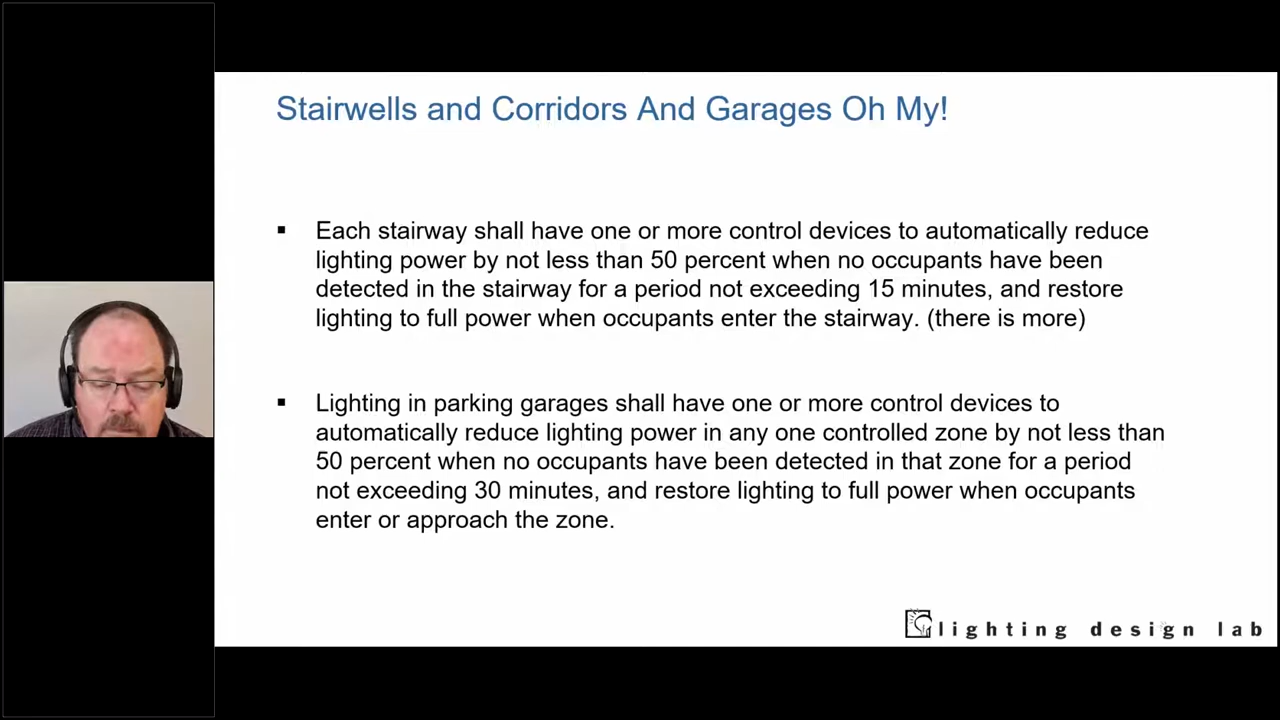 Stairwells and Corridors And Garages Oh My!
Each stairway shall have one or more control devices to automatically reduce
lighting power by not less than 50 percent when no occupants have been
detected in the stairway for a period not exceeding 15 minutes, and restore
lighting to full power when occupants enter the stairway. (there is more)
Lighting in parking garages shall have one or more control devices to
automatically reduce lighting power in any one controlled zone by not less than
50 percent when no occupants have been detected in that zone for a period
not exceeding 30 minutes, and restore lighting to full power when occupants
enter or approach the zone.
lighting design lab